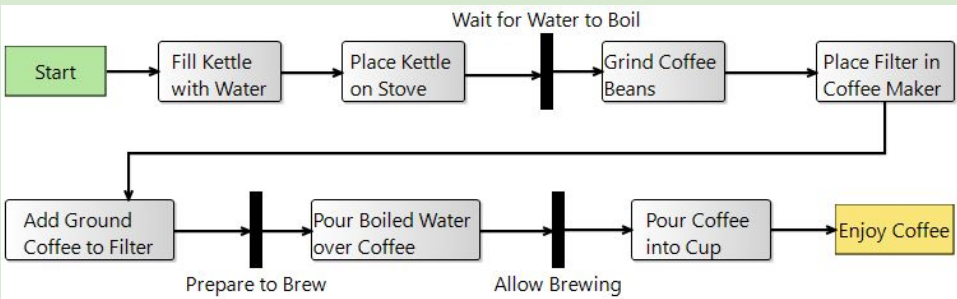 Wait for Water to Boil
Start
Fill Kettle
with Water
Place Kettle
on Stove
Grind Coffee
Beans
Place Filter in
Coffee Maker
Add Ground
Coffee to Filter
Prepare to Brew
Pour Boiled Water
over Coffee
Allow Brewing
Pour Coffee
into Cup
Enjoy Coffee